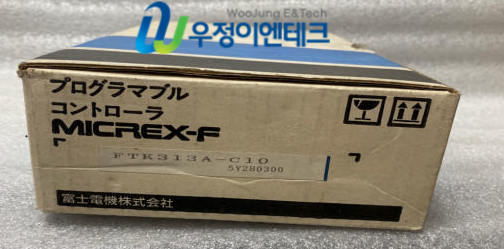 WooJung E&Tech
우정이엔테크
プログラマブル
コントローラ
MICREX-F
FTK313A-C10
5Y280300
富士電機株式会社